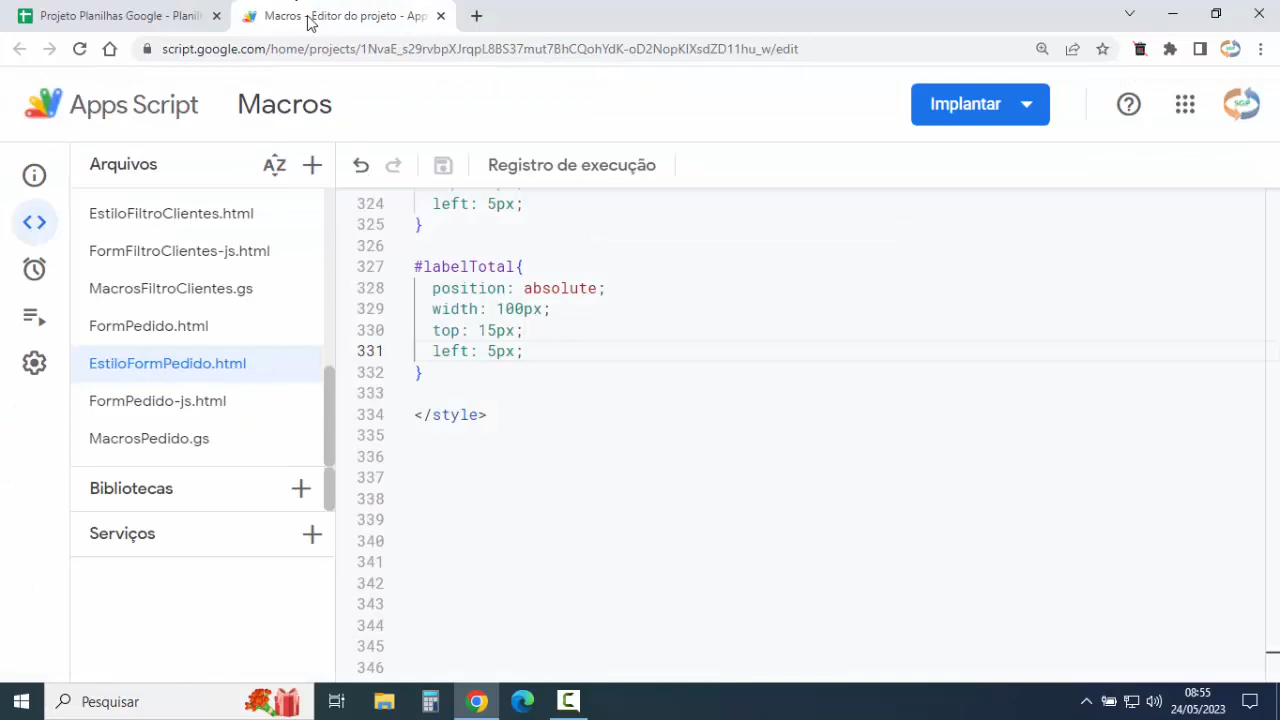 Projeto Planilhas Google - Planil
Macros - Editor do projeto - App
script.google.com/home/projects/1NvaE_s29rvbpXJrqpL8BS37mut7BhCQohYdK-oD2NopKIXsdZD11hu_w/edit
Apps Script
Macros
Implantar
SGP
Arquivos
Registro de execução
EstiloFiltroClientes.html
FormFiltroClientes-js.html
MacrosFiltroClientes.gs
FormPedido.html
EstiloFormPedido.html
FormPedido-js.html
MacrosPedido.gs
Bibliotecas
Serviços
324 left: 5px;
325 }
326
327 #labelTotal{
328 position: absolute;
329 width: 100px;
330 top: 15px;
331 left: 5px;
332 }
333
334 </style>
335
336
337
338
339
340
341
342
343
344
345
346
Pesquisar
08:55
24/05/2023